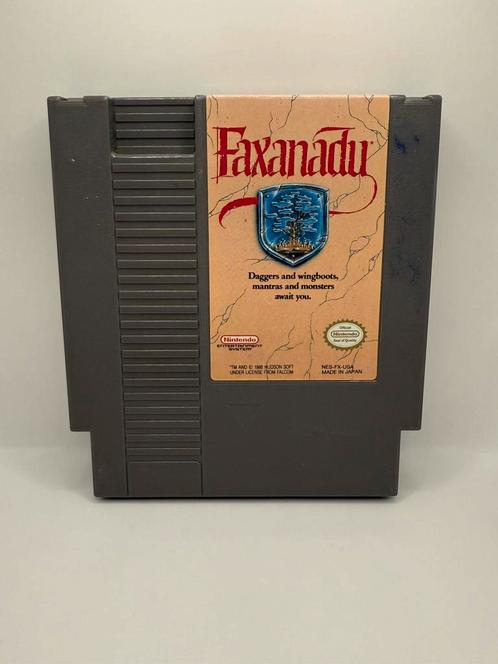 Faxanadu
Daggers and wingboots,
mantras and monsters
await you.
Nintendo
ENTERTAINMENT
SYSTEM
Official
Nintendo
Seal of Quality
™ AND © 1988 HUDSON SOFT
UNDER LICENSE FROM FALCOM
NES-FX-USA
MADE IN JAPAN